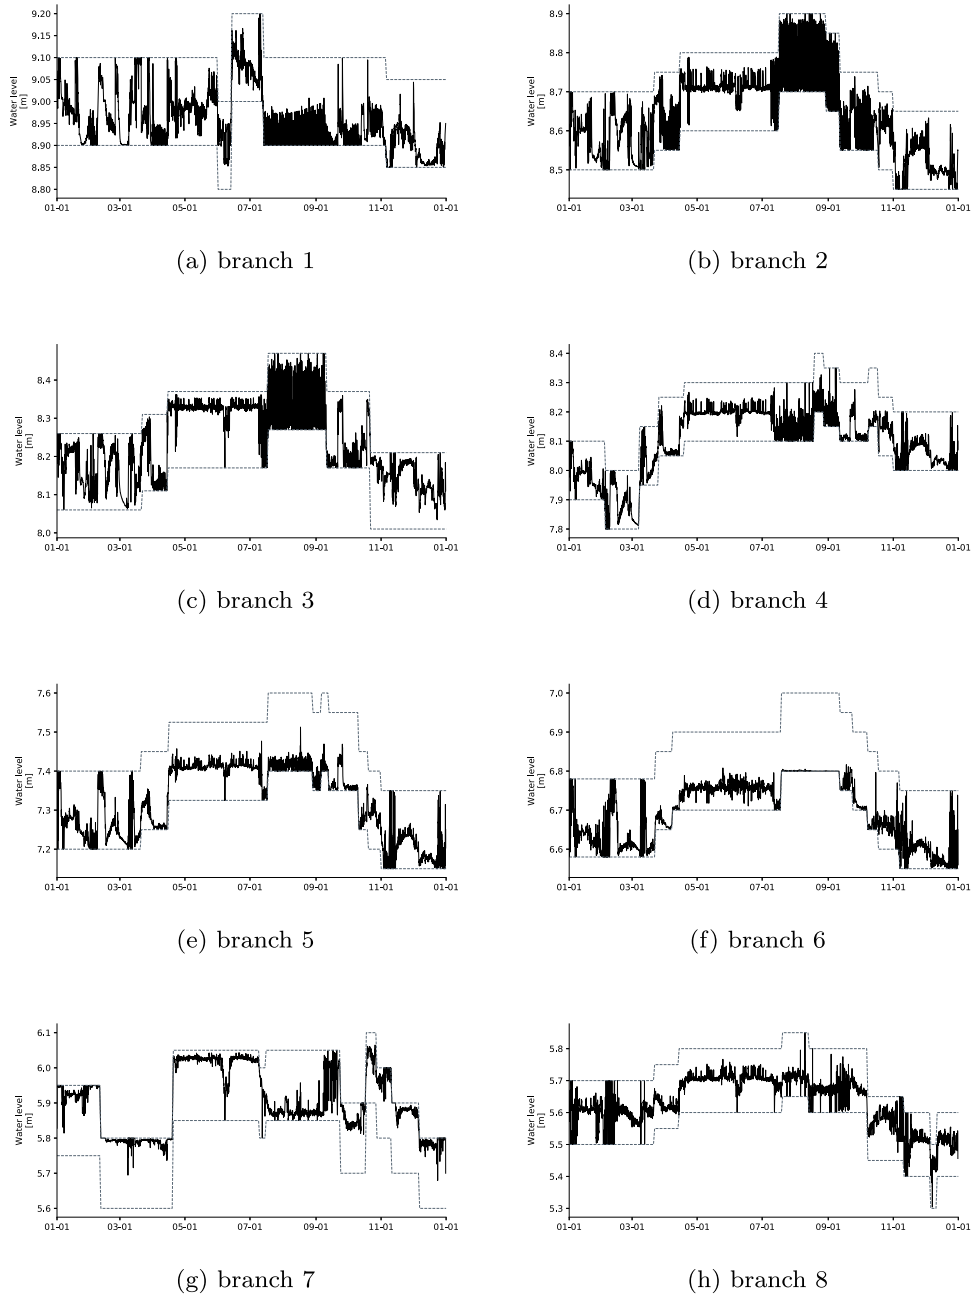 9.20
9.15
9.10
9.05
9.00
8.95
8.90
8.85
8.80
Water level
[m]
01-01 03-01 05-01 07-01 09-01 11-01 01-01
(a) branch 1
8.9
8.8
8.7
8.6
8.5
Water level
[m]
01-01 03-01 05-01 07-01 09-01 11-01 01-01
(b) branch 2
8.4
8.3
8.2
8.1
8.0
Water level
[m]
01-01 03-01 05-01 07-01 09-01 11-01 01-01
(c) branch 3
8.4
8.3
8.2
8.1
8.0
7.9
7.8
Water level
[m]
01-01 03-01 05-01 07-01 09-01 11-01 01-01
(d) branch 4
7.6
7.5
7.4
7.3
7.2
Water level
[m]
01-01 03-01 05-01 07-01 09-01 11-01 01-01
(e) branch 5
7.0
6.9
6.8
6.7
6.6
Water level
[m]
01-01 03-01 05-01 07-01 09-01 11-01 01-01
(f) branch 6
6.1
6.0
5.9
5.8
5.7
5.6
Water level
[m]
01-01 03-01 05-01 07-01 09-01 11-01 01-01
(g) branch 7
5.8
5.7
5.6
5.5
5.4
5.3
Water level
[m]
01-01 03-01 05-01 07-01 09-01 11-01 01-01
(h) branch 8